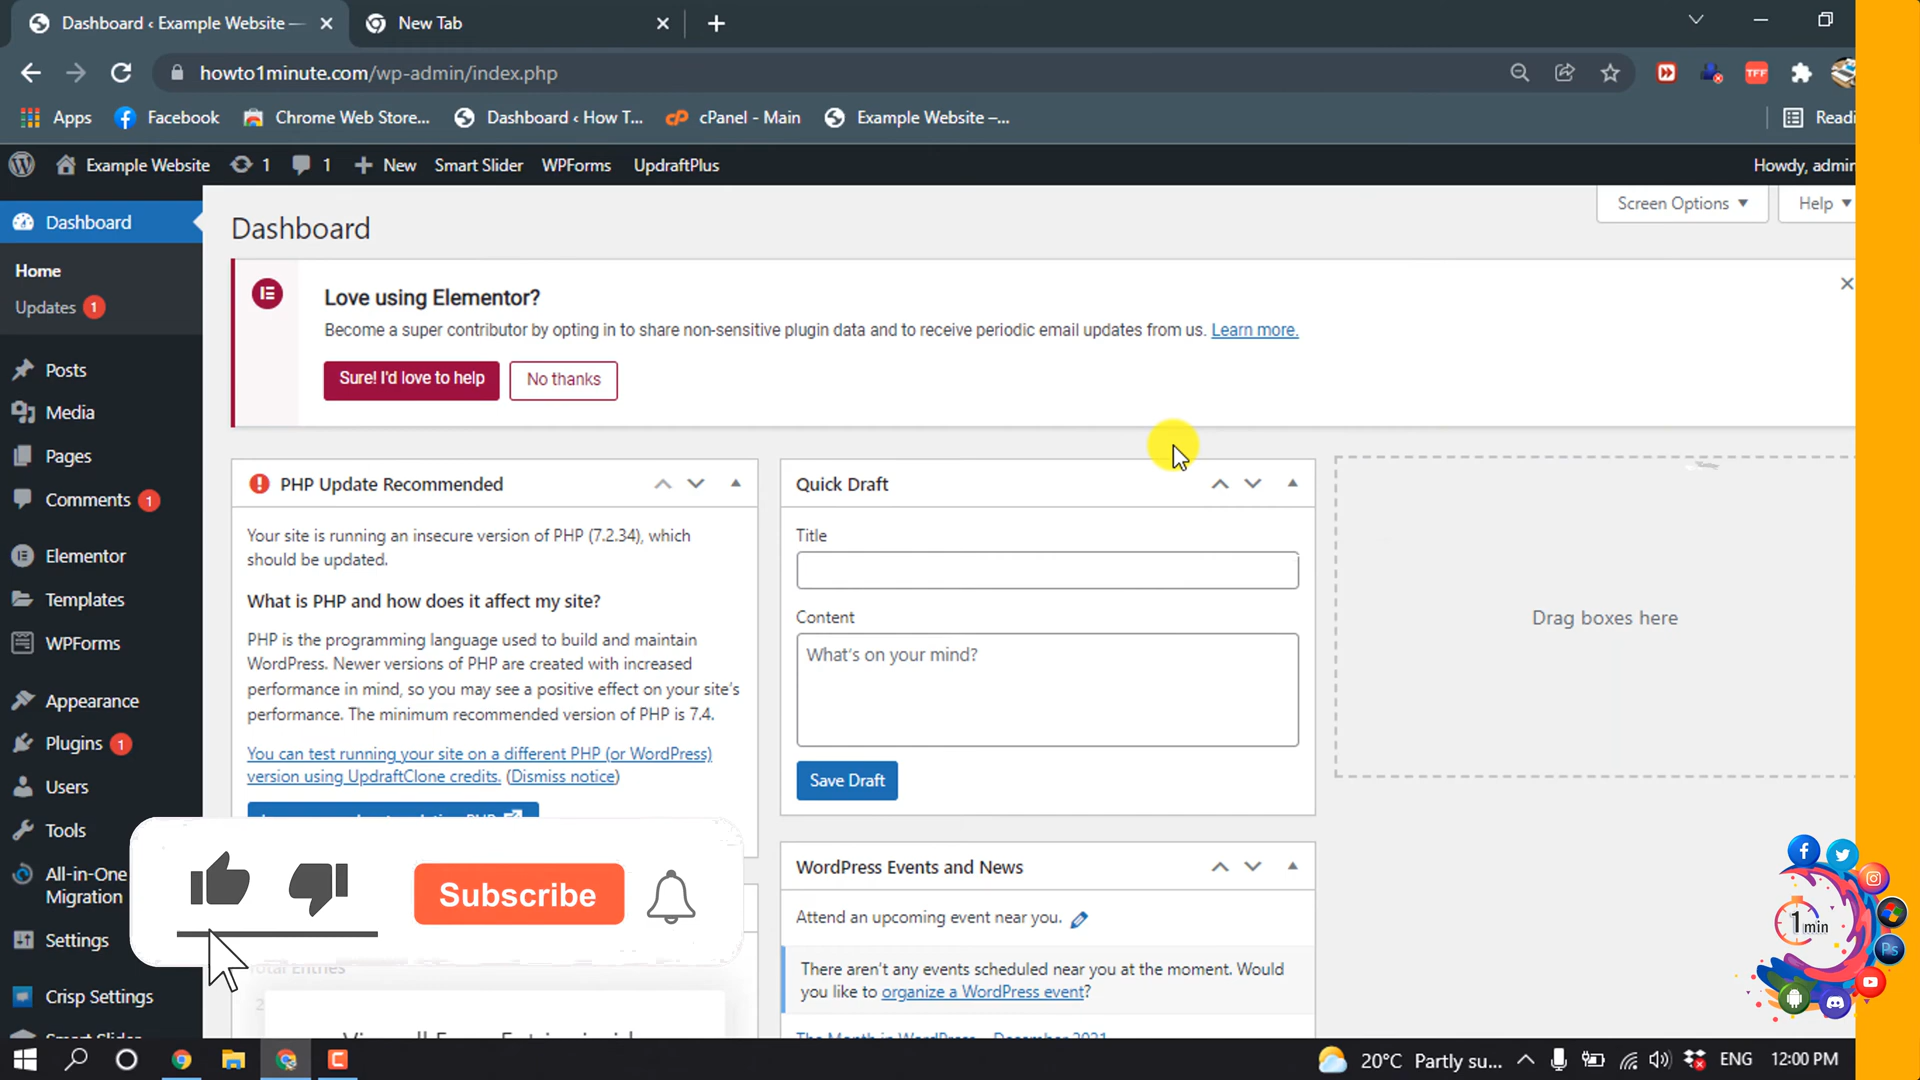 Dashboard ‹ Example Website —
New Tab
howto1minute.com/wp-admin/index.php
Apps
Facebook
Chrome Web Store...
Dashboard ‹ How T...
cPanel - Main
Example Website –...
Readi
Example Website
1
1
New
Smart Slider
WPForms
UpdraftPlus
Howdy, admin
Dashboard
Home
Updates 1
Posts
Media
Pages
Comments 1
Elementor
Templates
WPForms
Appearance
Plugins 1
Users
Tools
All-in-One
Migration
Settings
Crisp Settings
Dashboard
Screen Options
Help
Love using Elementor?
Become a super contributor by opting in to share non-sensitive plugin data and to receive periodic email updates from us. Learn more.
Sure! I'd love to help
No thanks
PHP Update Recommended
Your site is running an insecure version of PHP (7.2.34), which
should be updated.
What is PHP and how does it affect my site?
PHP is the programming language used to build and maintain
WordPress. Newer versions of PHP are created with increased
performance in mind, so you may see a positive effect on your site's
performance. The minimum recommended version of PHP is 7.4.
You can test running your site on a different PHP (or WordPress)
version using UpdraftClone credits. (Dismiss notice)
Quick Draft
Title
Content
What's on your mind?
Save Draft
Drag boxes here
WordPress Events and News
Attend an upcoming event near you.
There aren't any events scheduled near you at the moment. Would
you like to organize a WordPress event?
The Month in WordPress – December 2021
Subscribe
Total Entries
TFF
1 min
Ps
20°C Partly su...
ENG
12:00 PM